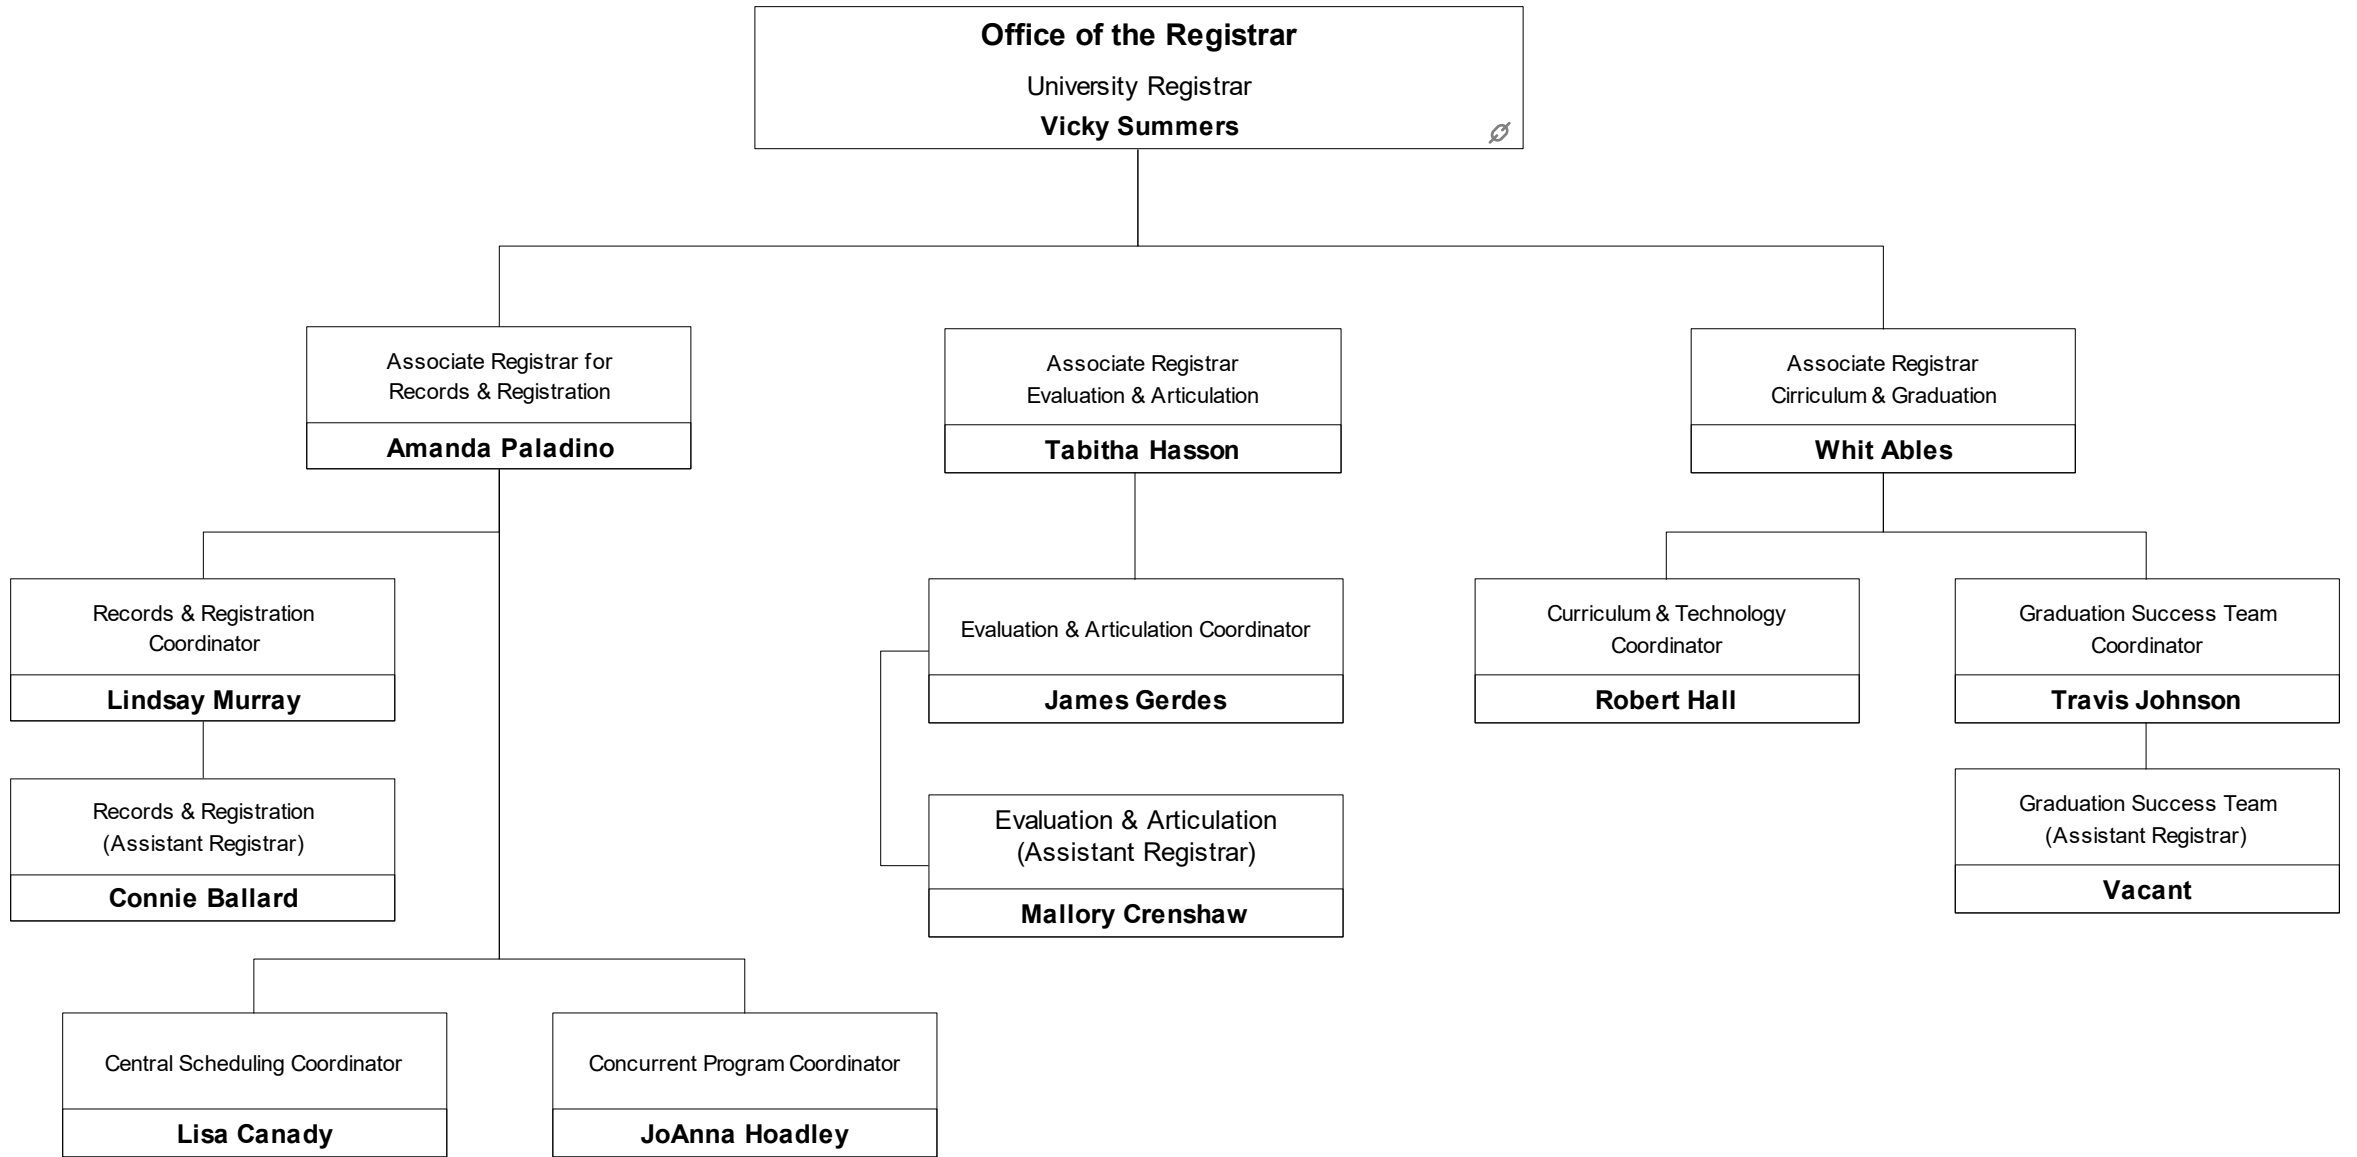 Office of the Registrar
University Registrar
Vicky Summers
Associate Registrar for
Records & Registration
Amanda Paladino
Associate Registrar
Evaluation & Articulation
Tabitha Hasson
Associate Registrar
Cirriculum & Graduation
Whit Ables
Records & Registration
Coordinator
Lindsay Murray
Evaluation & Articulation Coordinator
James Gerdes
Curriculum & Technology
Coordinator
Robert Hall
Graduation Success Team
Coordinator
Travis Johnson
Records & Registration
(Assistant Registrar)
Connie Ballard
Evaluation & Articulation
(Assistant Registrar)
Mallory Crenshaw
Graduation Success Team
(Assistant Registrar)
Vacant
Central Scheduling Coordinator
Lisa Canady
Concurrent Program Coordinator
JoAnna Hoadley